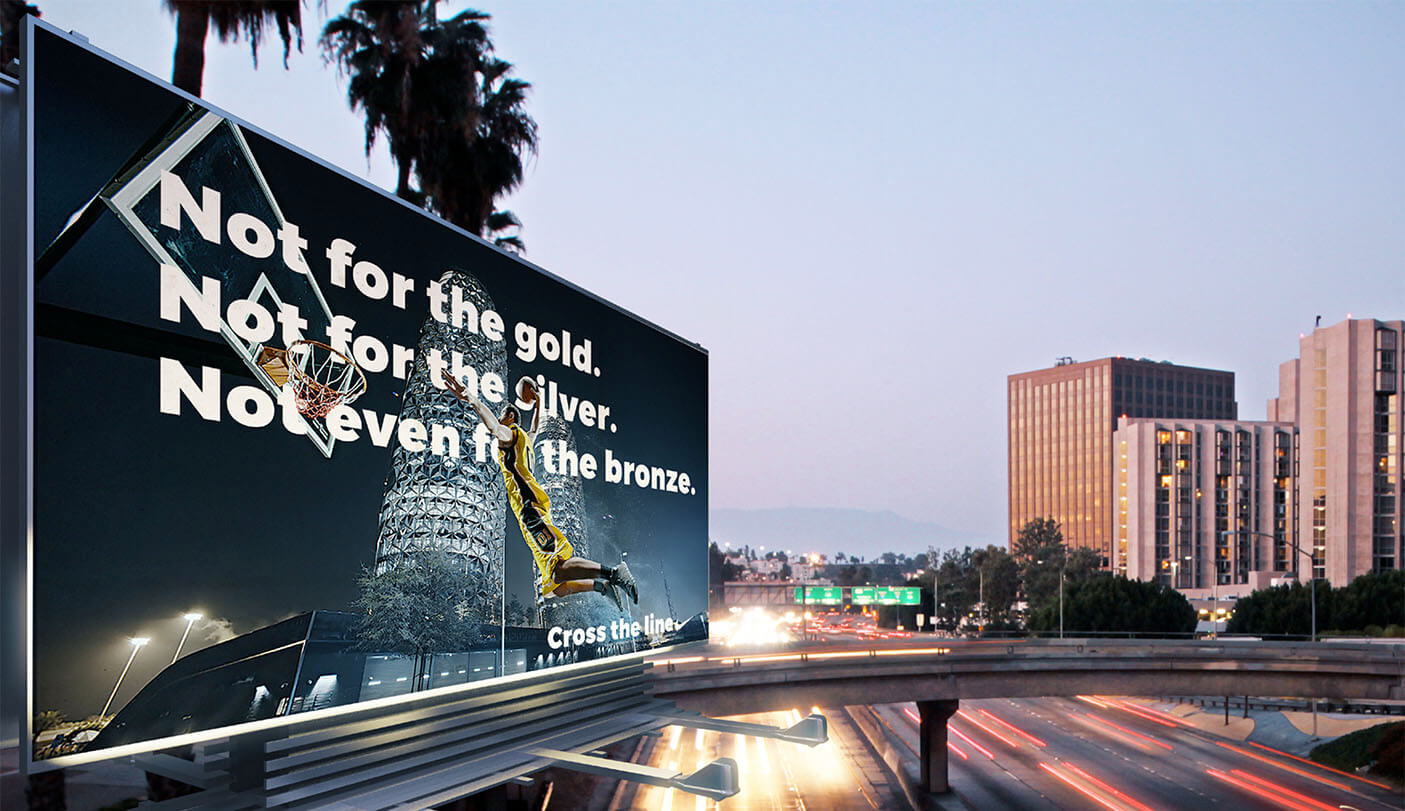 Not for the gold.
Not for the silver.
Not even for the bronze.
Cross the line.